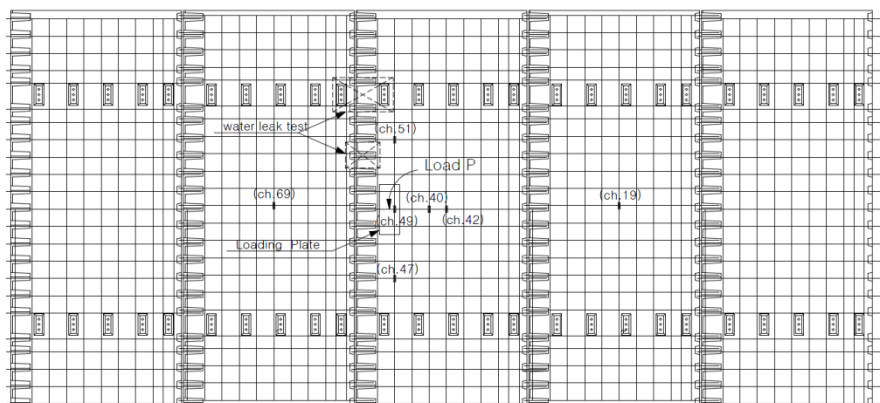 water leak test
(ch.51)
Load P
(ch.69)
(ch.40)
(ch.19)
(ch.49)
(ch.42)
Loading Plate
(ch.47)